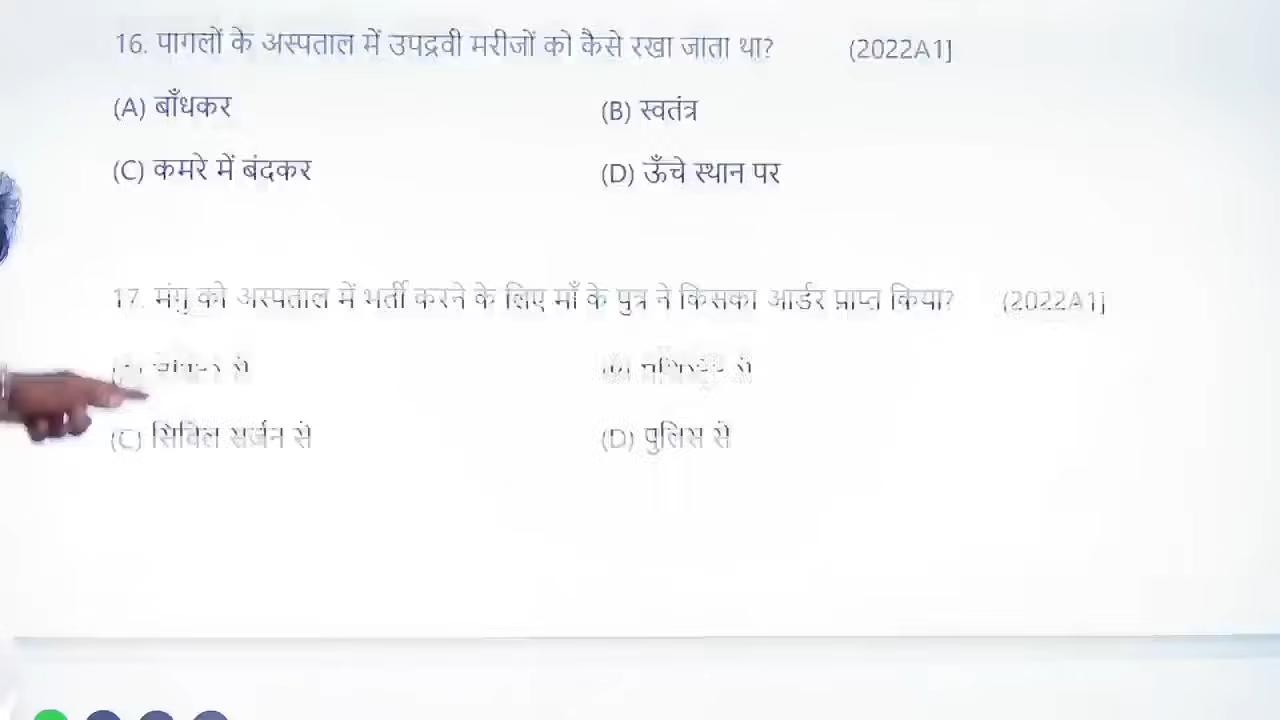 16. पागलों के अस्पताल में उपद्रवी मरीजों को कैसे रखा जाता था? (2022A1]
(A) बाँधकर (B) स्वतंत्र
(C) कमरे में बंदकर (D) ऊँचे स्थान पर
17. मंगु को अस्पताल में भर्ती करने के लिए माँ के पुत्र ने किसका आर्डर प्राप्त किया? (2022A1]
से से
(C) सिविल सर्जन से (D) पुलिस से